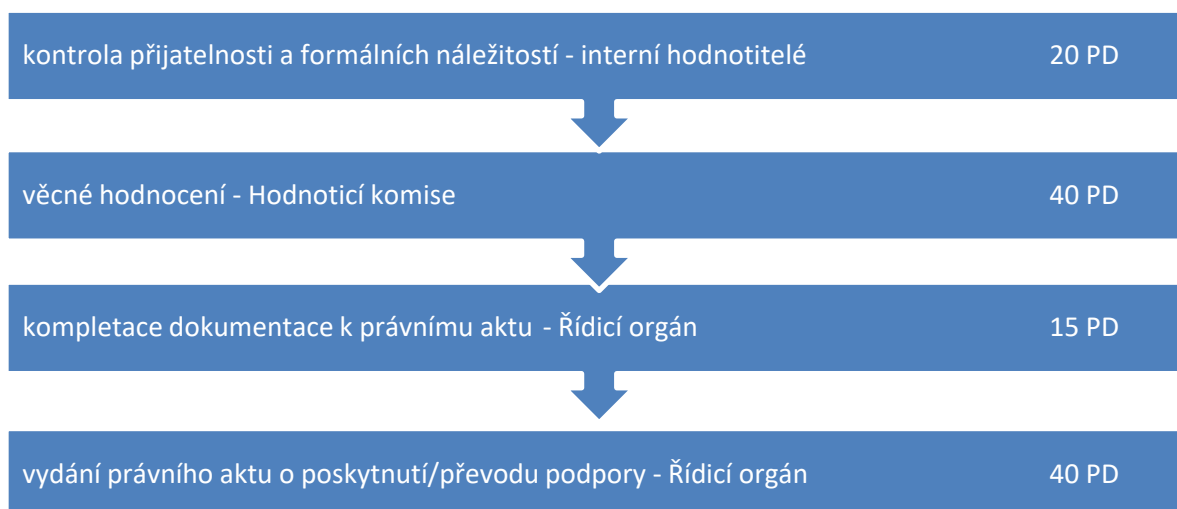 kontrola přijatelnosti a formálních náležitostí - interní hodnotitelé 20 PD
věcné hodnocení - Hodnoticí komise 40 PD
kompletace dokumentace k právnímu aktu - Řídicí orgán 15 PD
vydání právního aktu o poskytnutí/převodu podpory - Řídicí orgán 40 PD